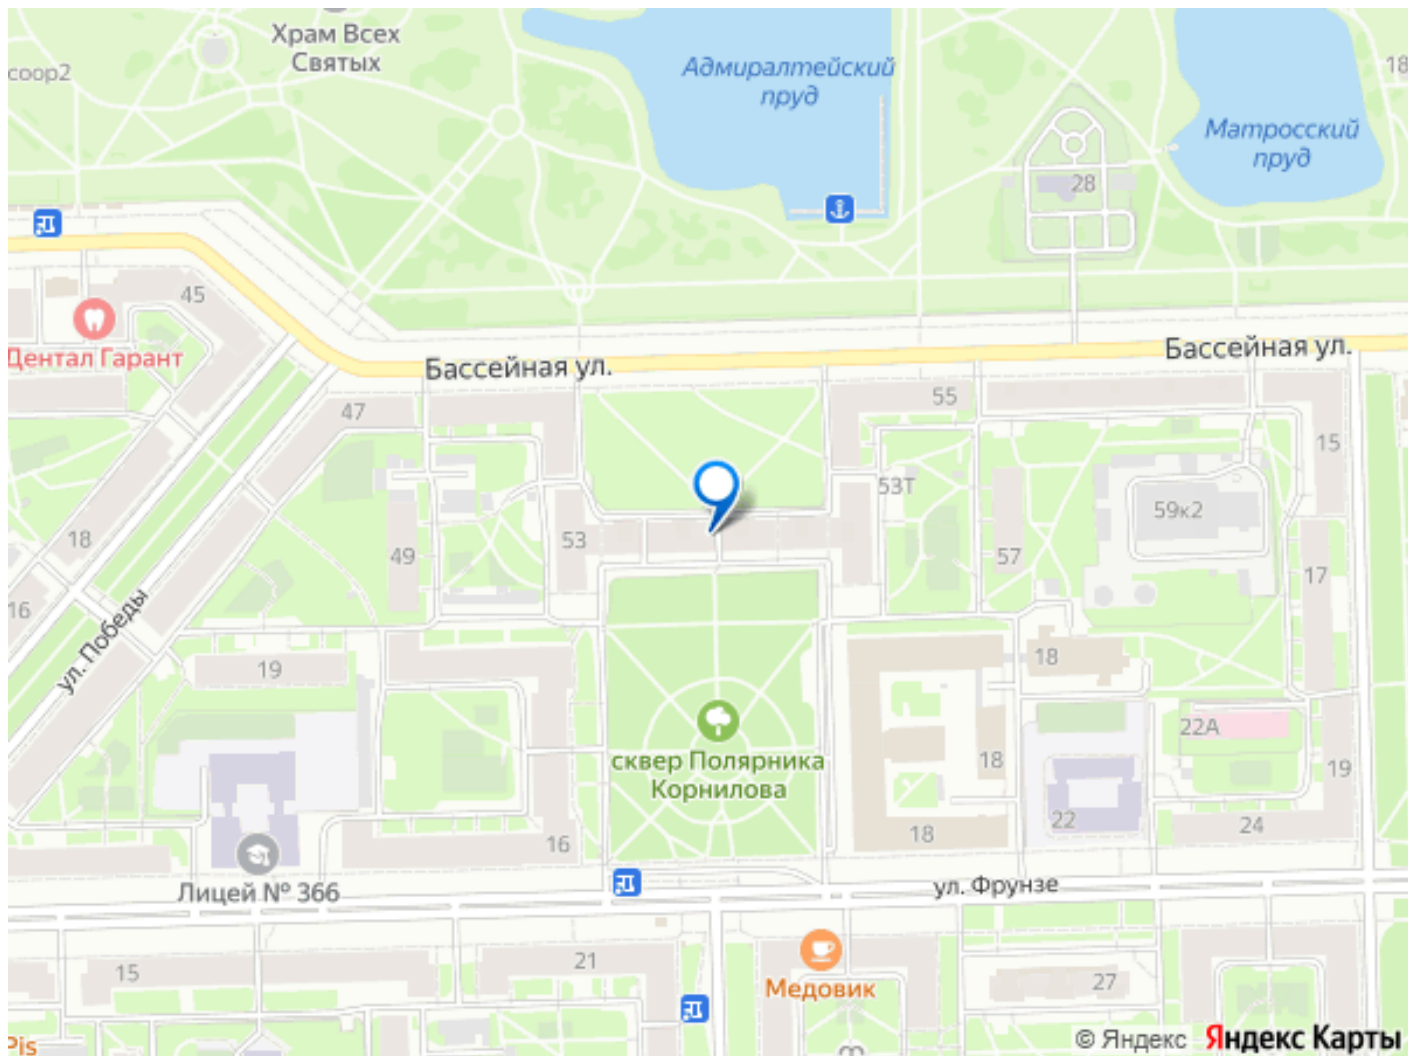 Храм Всех
Святых
соор2
Адмиралтейский
пруд
18
Матросский
пруд
28
45
Дентал Гарант
Бассейная ул.
Бассейная ул.
47
55
15
53Т
59к2
18
49
53
57
17
16
ул. Победы
19
18
22А
сквер Полярника
Корнилова
18
19
22
24
16
18
Лицей № 366
ул. Фрунзе
21
15
Медовик
27
Pis
© Яндекс Яндекс Карты